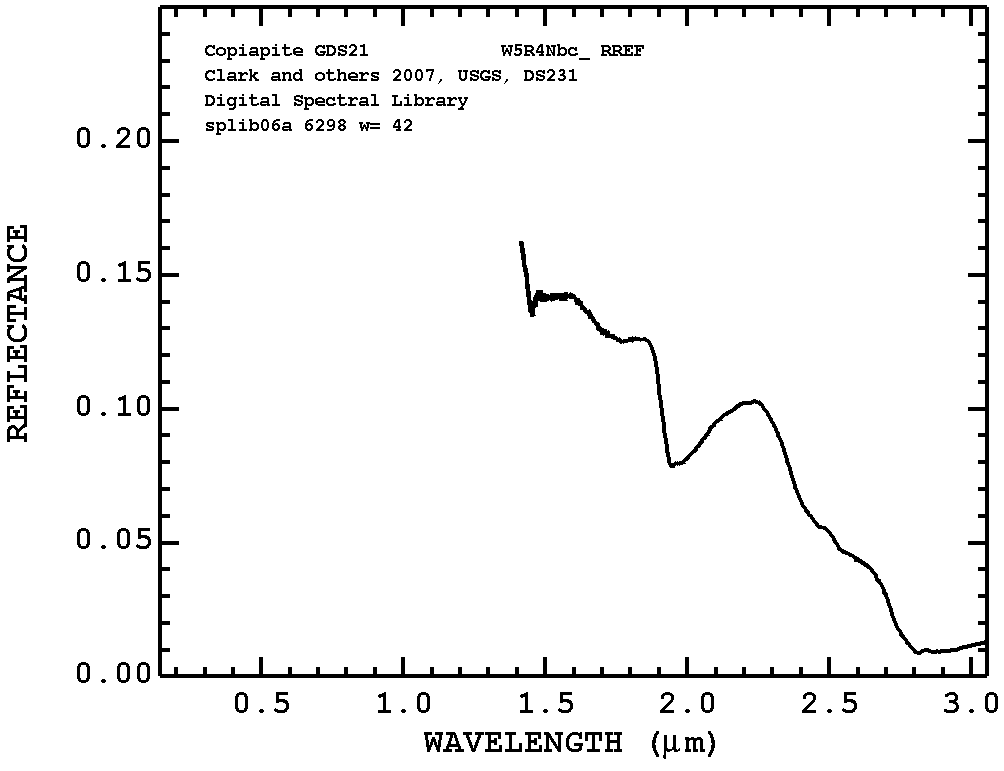 Copiapite GDS21 W5R4Nbc_ RREF
Clark and others 2007, USGS, DS231
Digital Spectral Library
splib06a 6298 w= 42
REFLECTANCE
0.20
0.15
0.10
0.05
0.00
0.5 1.0 1.5 2.0 2.5 3.0
WAVELENGTH (μm)